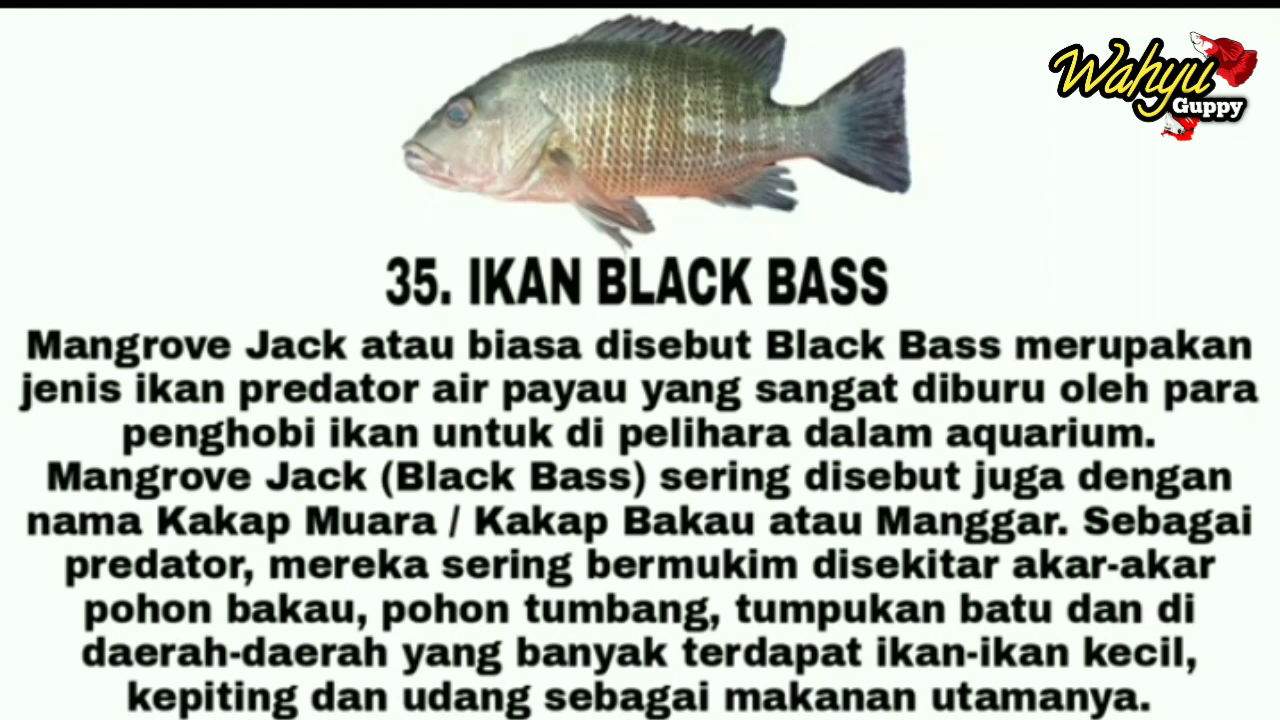 Wahyu
Guppy
35. IKAN BLACK BASS
Mangrove Jack atau biasa disebut Black Bass merupakan
jenis ikan predator air payau yang sangat diburu oleh para
penghobi ikan untuk di pelihara dalam aquarium.
Mangrove Jack (Black Bass) sering disebut juga dengan
nama Kakap Muara / Kakap Bakau atau Manggar. Sebagai
predator, mereka sering bermukim disekitar akar-akar
pohon bakau, pohon tumbang, tumpukan batu dan di
daerah-daerah yang banyak terdapat ikan-ikan kecil,
kepiting dan udang sebagai makanan utamanya.